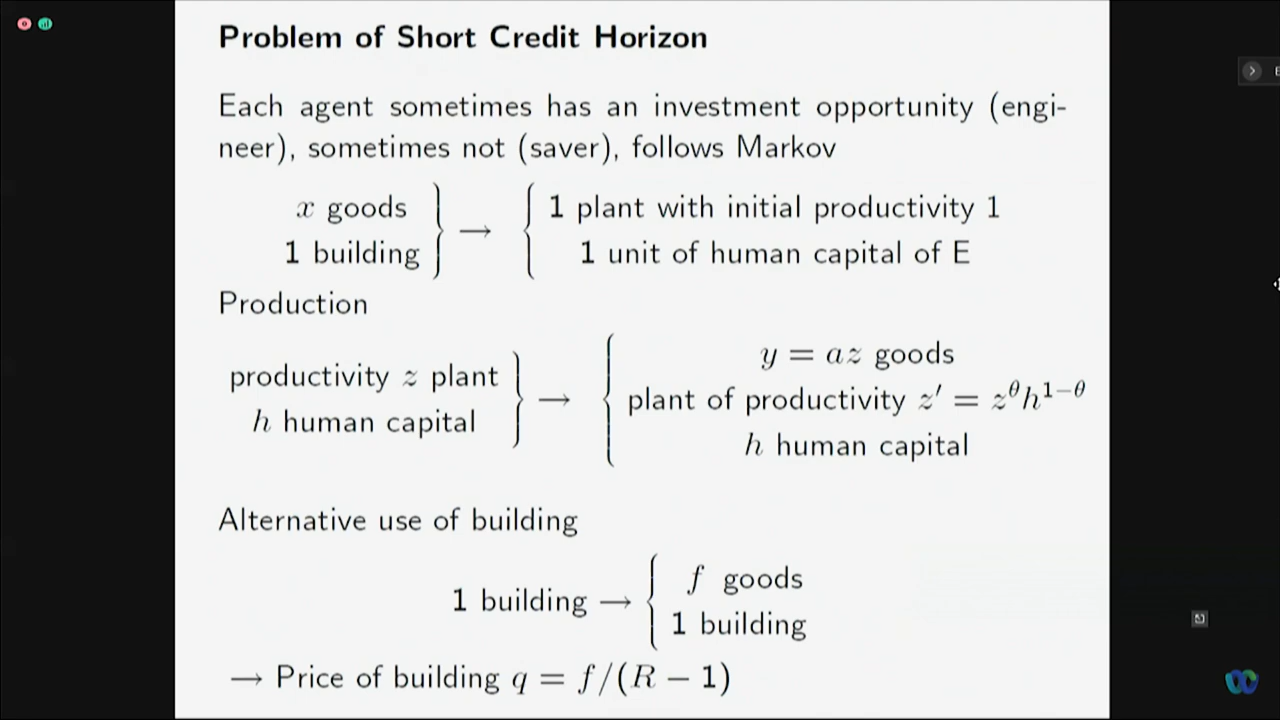 Problem of Short Credit Horizon
Each agent sometimes has an investment opportunity (engi-
neer), sometimes not (saver), follows Markov
x goods
1 building
→
1 plant with initial productivity 1
1 unit of human capital of E
Production
productivity z plant
h human capital
→
y = az goods
plant of productivity z′ = z^θ h^{1−θ}
h human capital
Alternative use of building
1 building →
f goods
1 building
→ Price of building q = f/(R − 1)